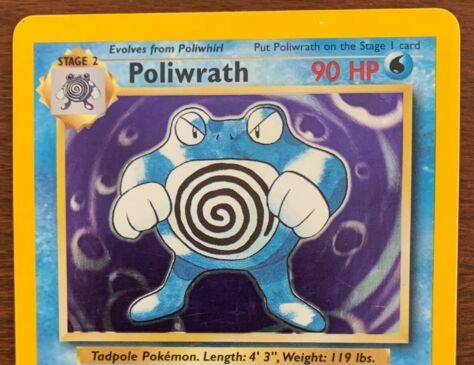 Evolves from Poliwhirl Put Poliwrath on the Stage 1 card
STAGE 2
Poliwrath 90 HP
Tadpole Pokémon. Length: 4' 3", Weight: 119 lbs.